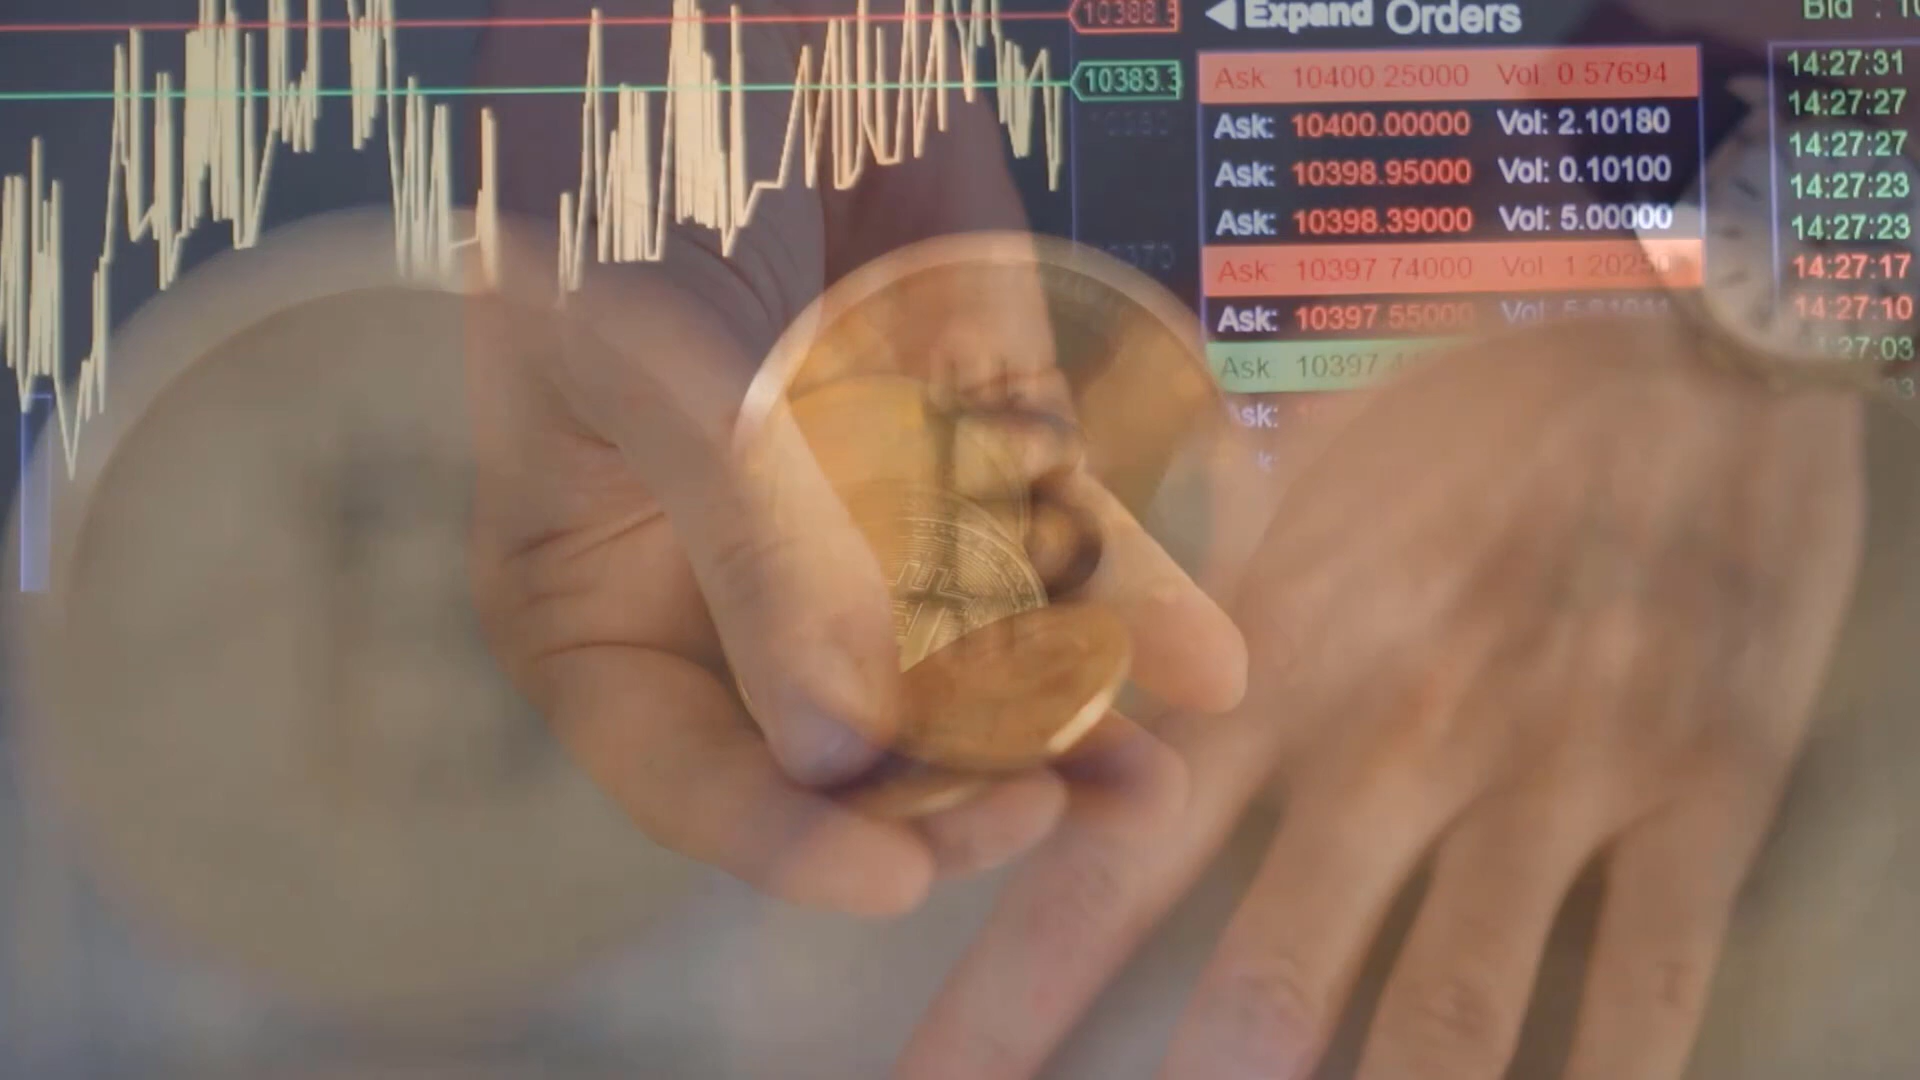 10388.5
Expand Orders
10383.3
Ask: 10400.25000 Vol: 0.57694
Ask: 10400.00000 Vol: 2.10180
Ask: 10398.95000 Vol: 0.10100
Ask: 10398.39000 Vol: 5.00000
Ask: 10397.74000 Vol:
Ask: 10397.55000 Vol:
Ask: 10397
Ask:
Bid :
14:27:31
14:27:27
14:27:27
14:27:23
14:27:23
14:27:17
14:27:10